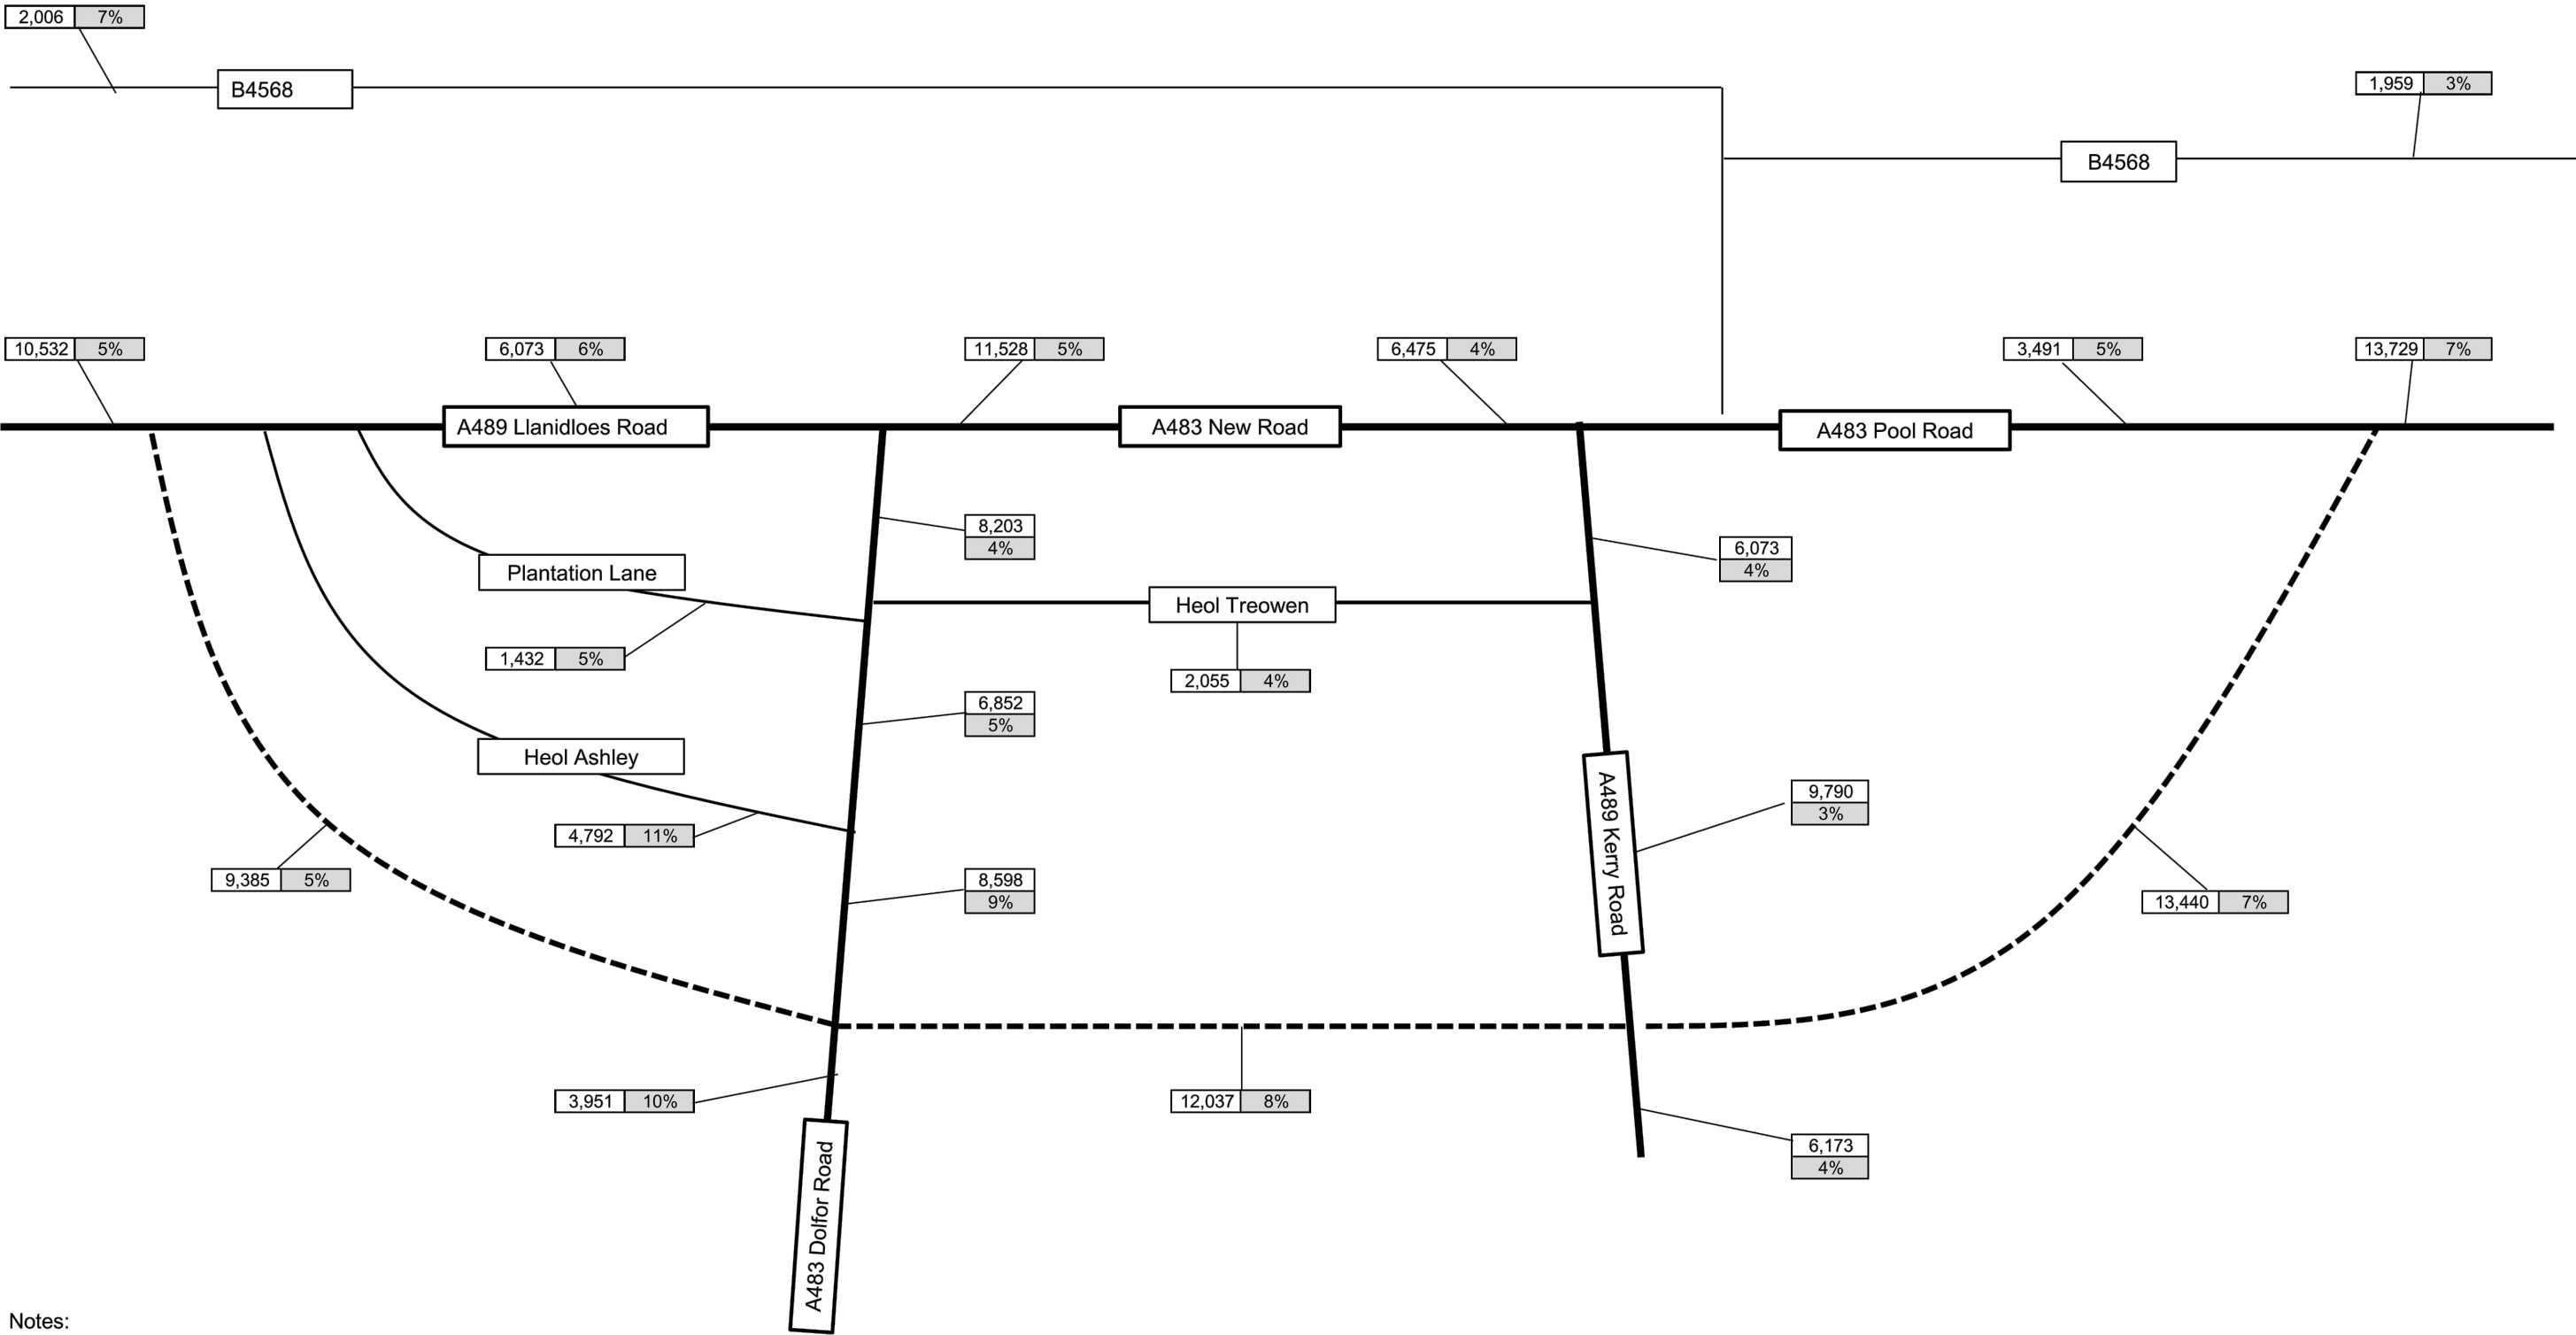 2,006 7%
B4568
1,959 3%
B4568
10,532 5%
6,073 6%
11,528 5%
6,475 4%
3,491 5%
13,729 7%
A489 Llanidloes Road
A483 New Road
A483 Pool Road
8,203
4%
6,073
4%
Plantation Lane
Heol Treowen
1,432 5%
2,055 4%
6,852
5%
Heol Ashley
A489 Kerry Road
9,790
3%
4,792 11%
9,385 5%
8,598
9%
13,440 7%
3,951 10%
12,037 8%
6,173
4%
A483 Dolfor Road
Notes: